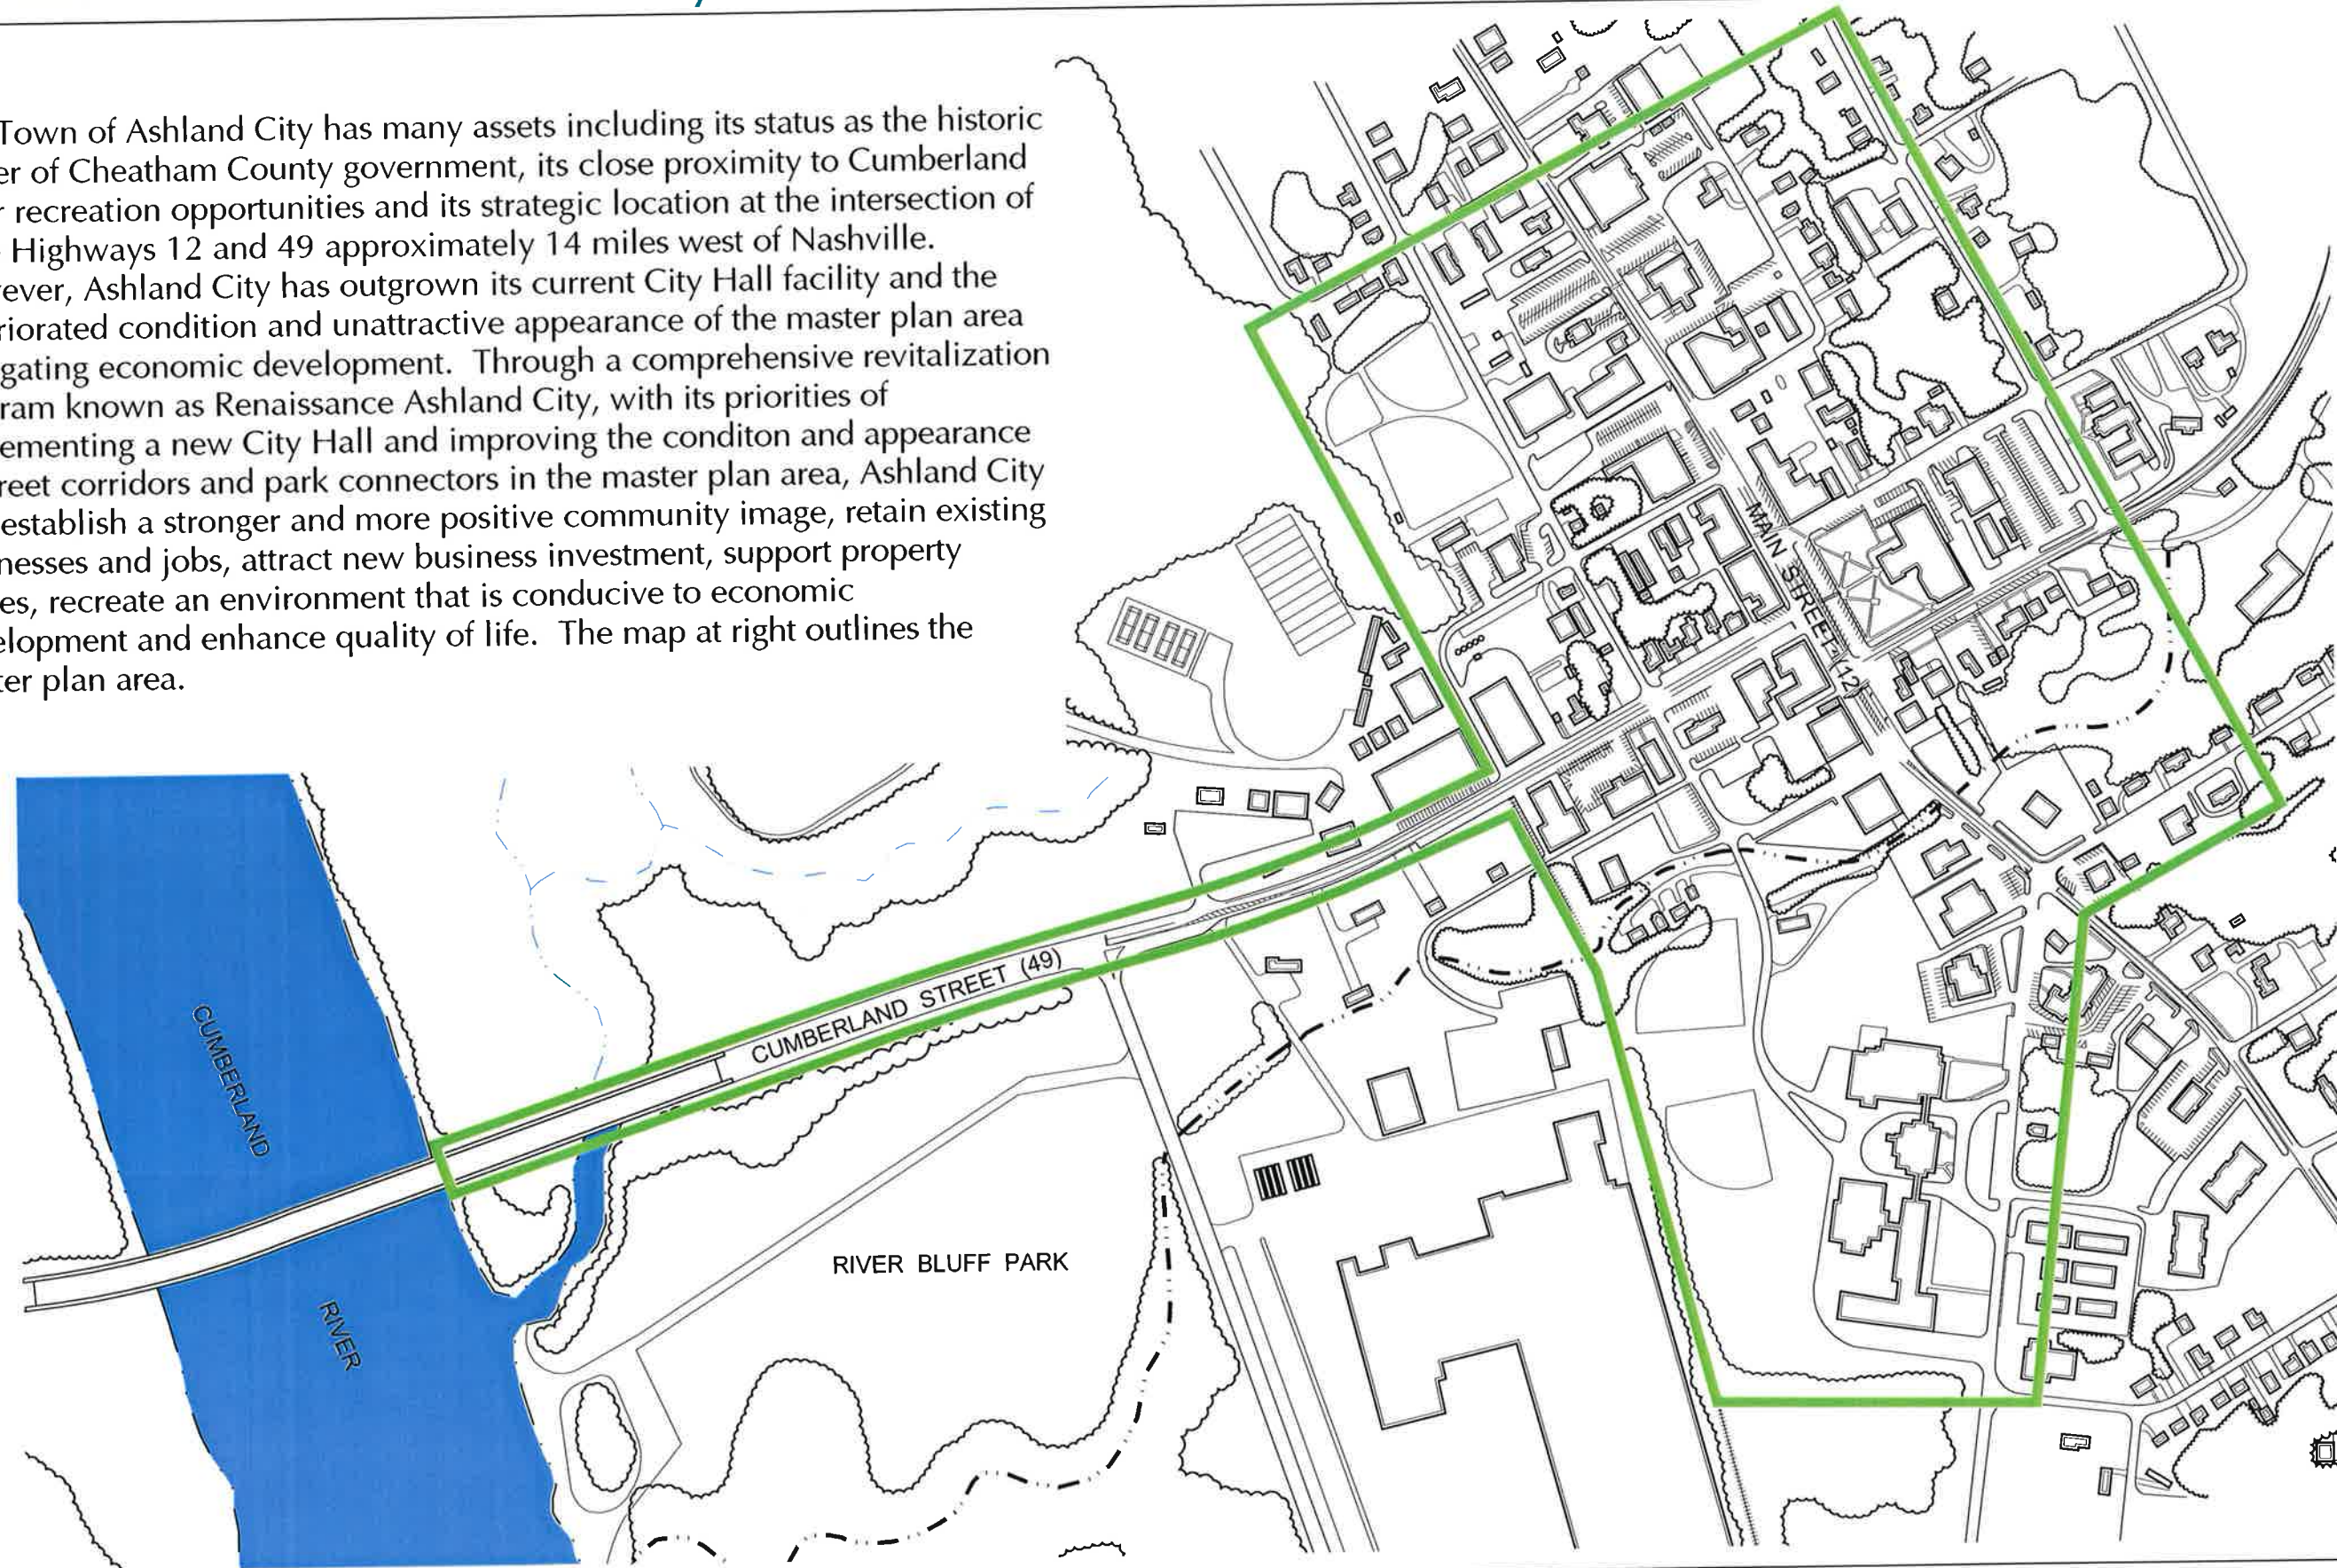 Town of Ashland City has many assets including its status as the historic
er of Cheatham County government, its close proximity to Cumberland
r recreation opportunities and its strategic location at the intersection of
Highways 12 and 49 approximately 14 miles west of Nashville.
ever, Ashland City has outgrown its current City Hall facility and the
riorated condition and unattractive appearance of the master plan area
gating economic development. Through a comprehensive revitalization
ram known as Renaissance Ashland City, with its priorities of
ementing a new City Hall and improving the conditon and appearance
reet corridors and park connectors in the master plan area, Ashland City
establish a stronger and more positive community image, retain existing
nesses and jobs, attract new business investment, support property
es, recreate an environment that is conducive to economic
elopment and enhance quality of life. The map at right outlines the
ter plan area.
MAIN STREET (12)
CUMBERLAND STREET (49)
CUMBERLAND
RIVER
RIVER BLUFF PARK